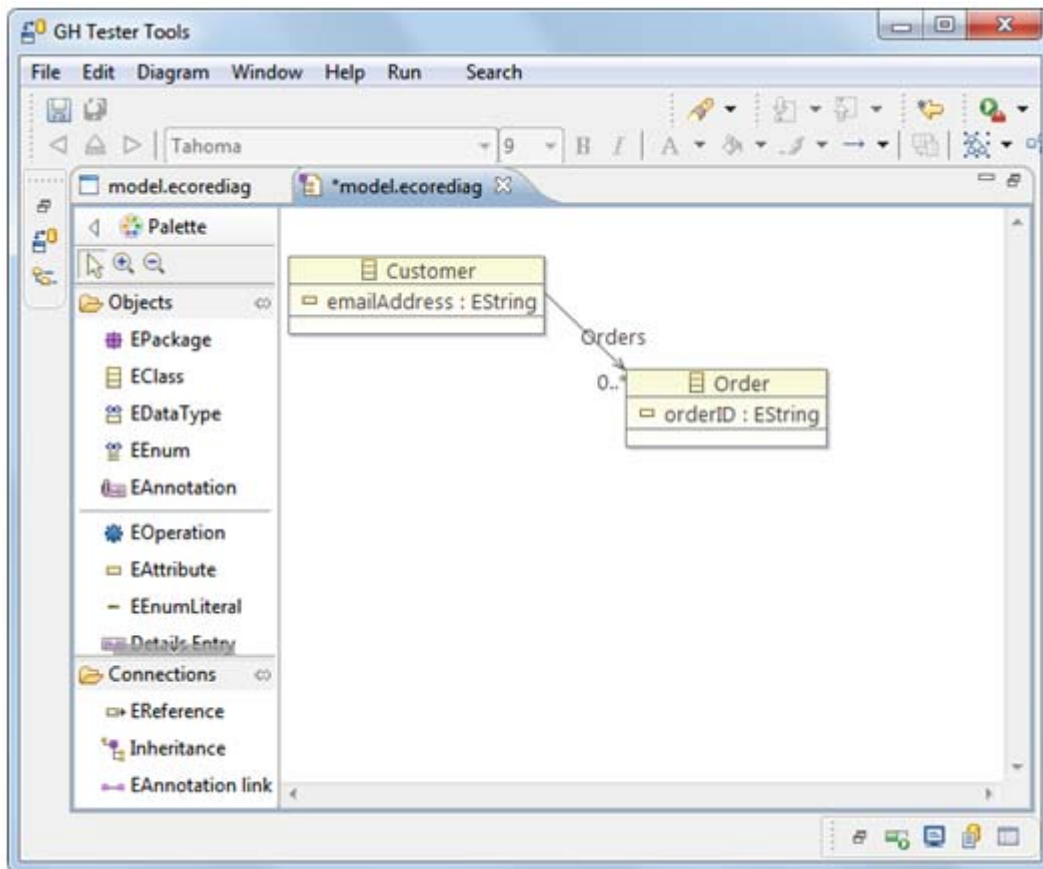 GH Tester Tools
File Edit Diagram Window Help Run Search
Tahoma 9 B I A
model.ecorediag *model.ecorediag
Palette
Objects
EPackage
EClass
EDataType
EEnum
EAnnotation
EOperation
EAttribute
EEnumLiteral
Details Entry
Connections
EReference
Inheritance
EAnnotation link
Customer
emailAddress : EString
Orders
0..*
Order
orderID : EString